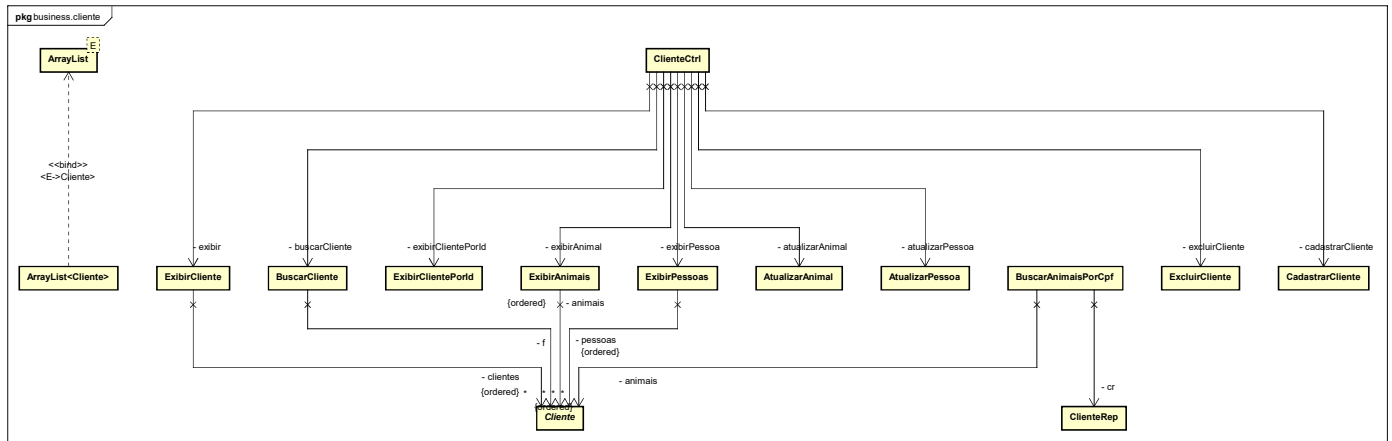 pkg business.cliente
E
ArrayList
ClienteCtrl
<<bind>>
<E->Cliente>
- exibir
- buscarCliente
- exibirClientePorId
- exibirAnimal
- exibirPessoa
- atualizarAnimal
- atualizarPessoa
- excluirCliente
- cadastrarCliente
ArrayList<Cliente>
ExibirCliente
BuscarCliente
ExibirClientePorId
ExibirAnimais
ExibirPessoas
AtualizarAnimal
AtualizarPessoa
BuscarAnimaisPorCpf
ExcluirCliente
CadastrarCliente
{ordered}
- animais
- f
- pessoas
{ordered}
- clientes
- animais
- cr
{ordered} * * * *
{ordered}
Cliente
ClienteRep